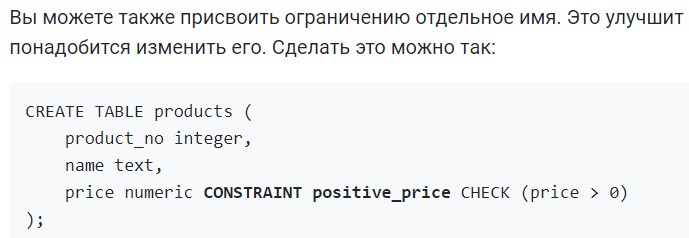 Вы можете также присвоить ограничению отдельное имя. Это улучшит
понадобится изменить его. Сделать это можно так:
CREATE TABLE products (
    product_no integer,
    name text,
    price numeric CONSTRAINT positive_price CHECK (price > 0)
);